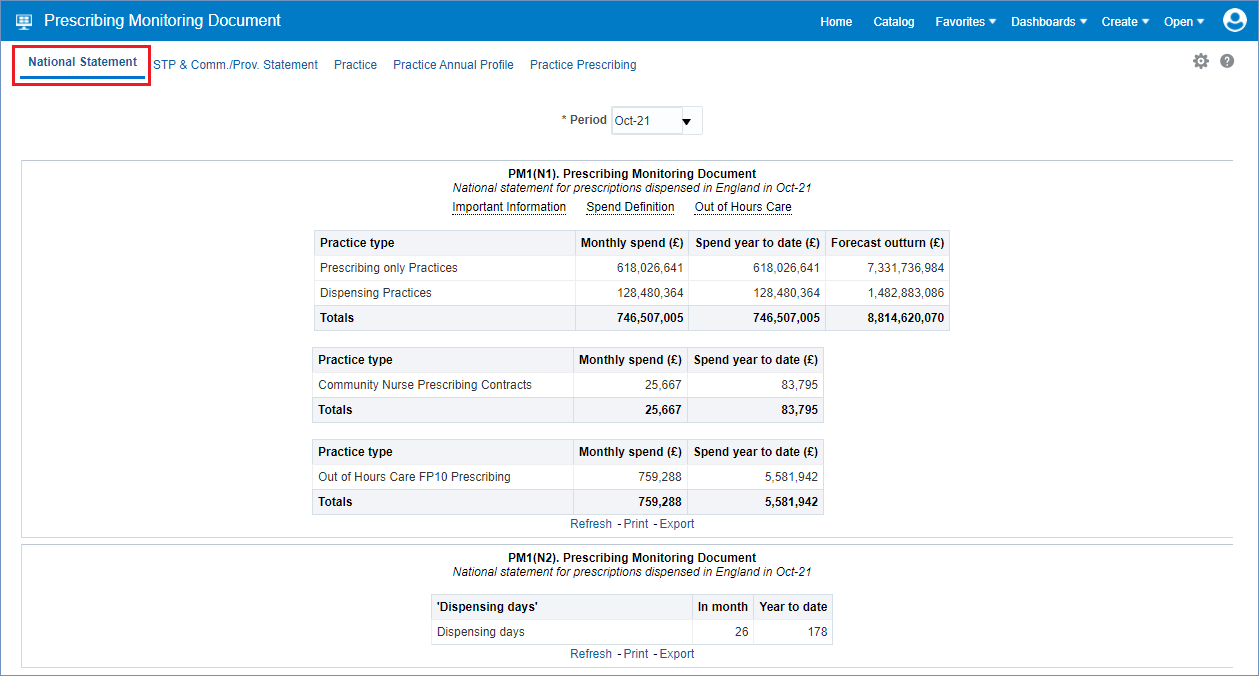 Prescribing Monitoring Document Home Catalog Favorites Dashboards Create Open
National Statement STP & Comm./Prov. Statement Practice Practice Annual Profile Practice Prescribing
* Period Oct-21
PM1(N1). Prescribing Monitoring Document
National statement for prescriptions dispensed in England in Oct-21
Important Information Spend Definition Out of Hours Care
Practice type Monthly spend (£) Spend year to date (£) Forecast outturn (£)
Prescribing only Practices 618,026,641 618,026,641 7,331,736,984
Dispensing Practices 128,480,364 128,480,364 1,482,883,086
Totals 746,507,005 746,507,005 8,814,620,070
Practice type Monthly spend (£) Spend year to date (£)
Community Nurse Prescribing Contracts 25,667 83,795
Totals 25,667 83,795
Practice type Monthly spend (£) Spend year to date (£)
Out of Hours Care FP10 Prescribing 759,288 5,581,942
Totals 759,288 5,581,942
Refresh - Print - Export
PM1(N2). Prescribing Monitoring Document
National statement for prescriptions dispensed in England in Oct-21
'Dispensing days' In month Year to date
Dispensing days 26 178
Refresh - Print - Export